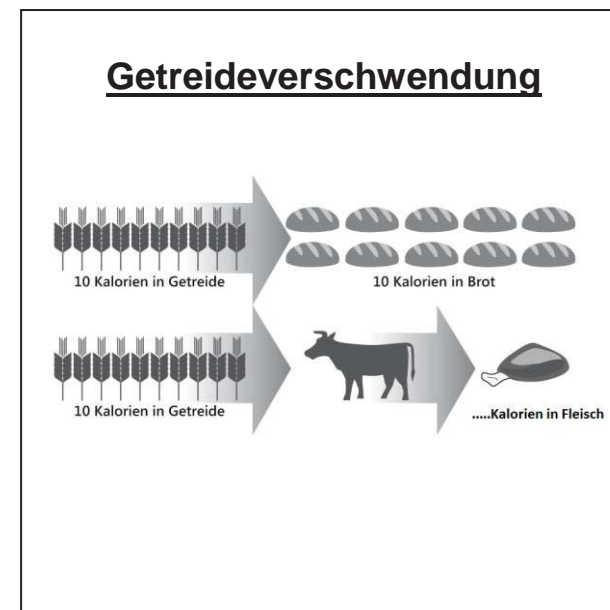 Getreideverschwendung
10 Kalorien in Getreide
10 Kalorien in Brot
10 Kalorien in Getreide
.....Kalorien in Fleisch